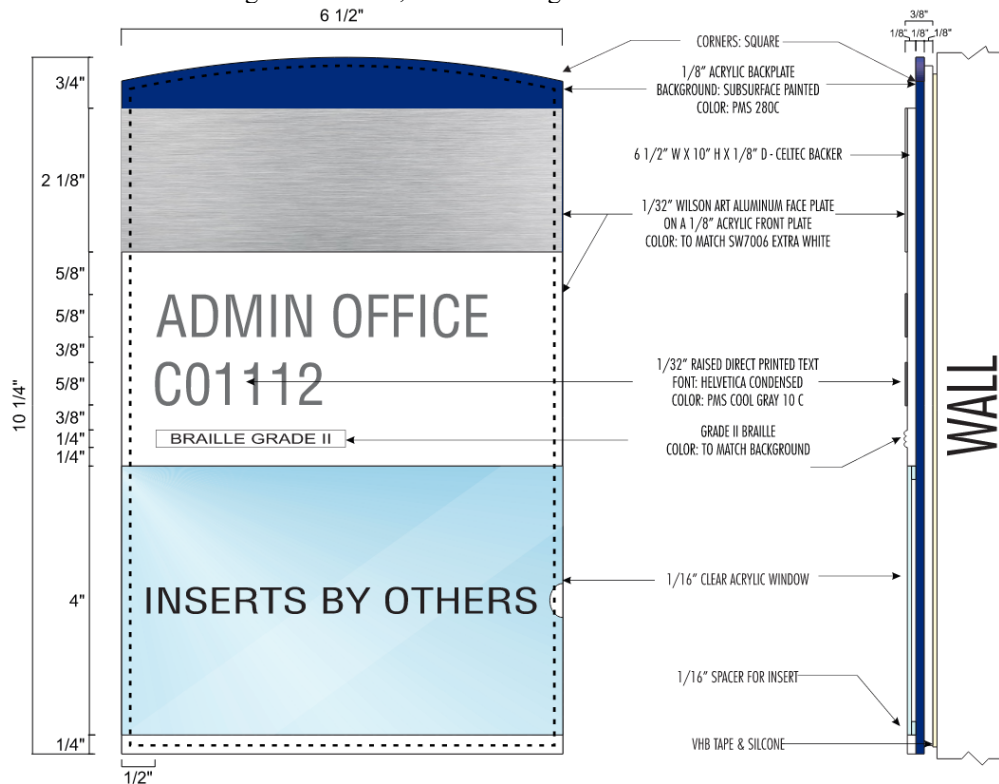 6 1/2"
3/8"
1/8" 1/8" 1/8"
CORNERS: SQUARE
3/4"
1/8" ACRYLIC BACKPLATE
BACKGROUND: SUBSURFACE PAINTED
COLOR: PMS 280C
6 1/2" W X 10" H X 1/8" D - CELTEC BACKER
2 1/8"
1/32" WILSON ART ALUMINUM FACE PLATE
ON A 1/8" ACRYLIC FRONT PLATE
COLOR: TO MATCH SW7006 EXTRA WHITE
5/8"
5/8"
ADMIN OFFICE
3/8"
5/8"
C01112
1/32" RAISED DIRECT PRINTED TEXT
FONT: HELVETICA CONDENSED
COLOR: PMS COOL GRAY 10 C
WALL
10 1/4"
3/8"
1/4"
BRAILLE GRADE II
GRADE II BRAILLE
COLOR: TO MATCH BACKGROUND
1/4"
4"
INSERTS BY OTHERS
1/16" CLEAR ACRYLIC WINDOW
1/16" SPACER FOR INSERT
1/4"
VHB TAPE & SILCONE
1/2"